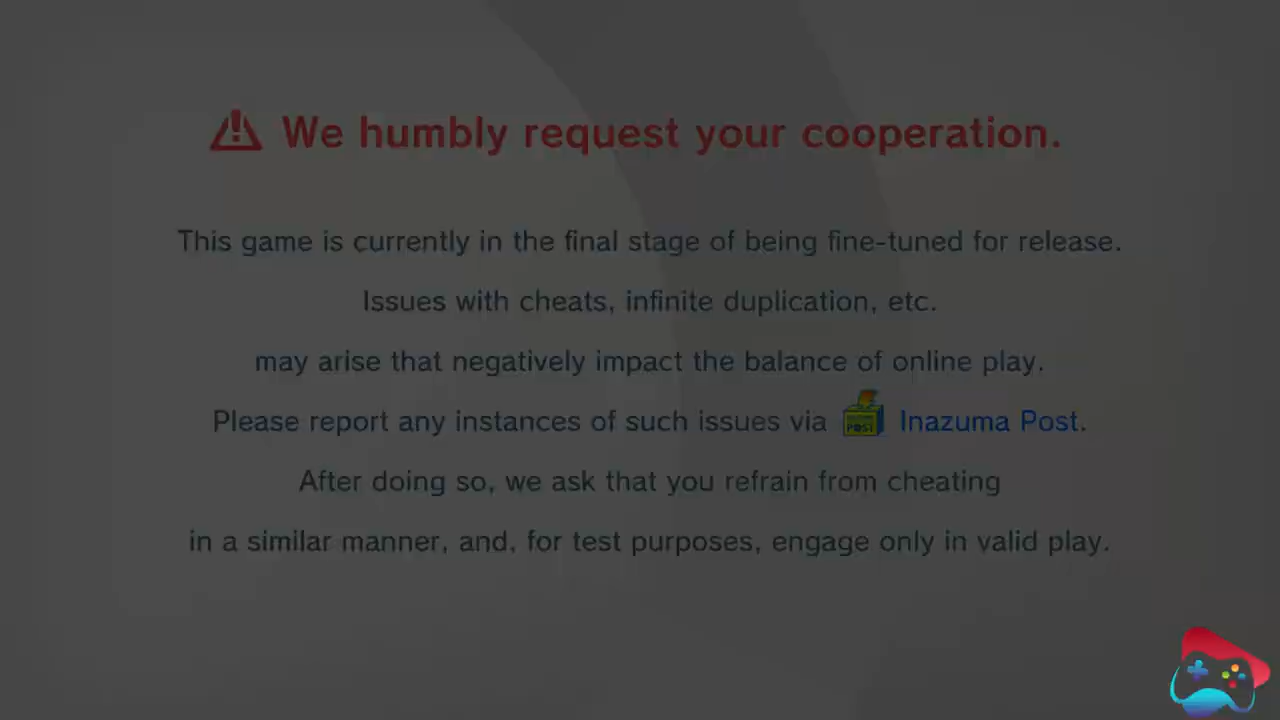 We humbly request your cooperation.
This game is currently in the final stage of being fine-tuned for release.
Issues with cheats, infinite duplication, etc.
may arise that negatively impact the balance of online play.
Please report any instances of such issues via POST Inazuma Post.
After doing so, we ask that you refrain from cheating
in a similar manner, and, for test purposes, engage only in valid play.